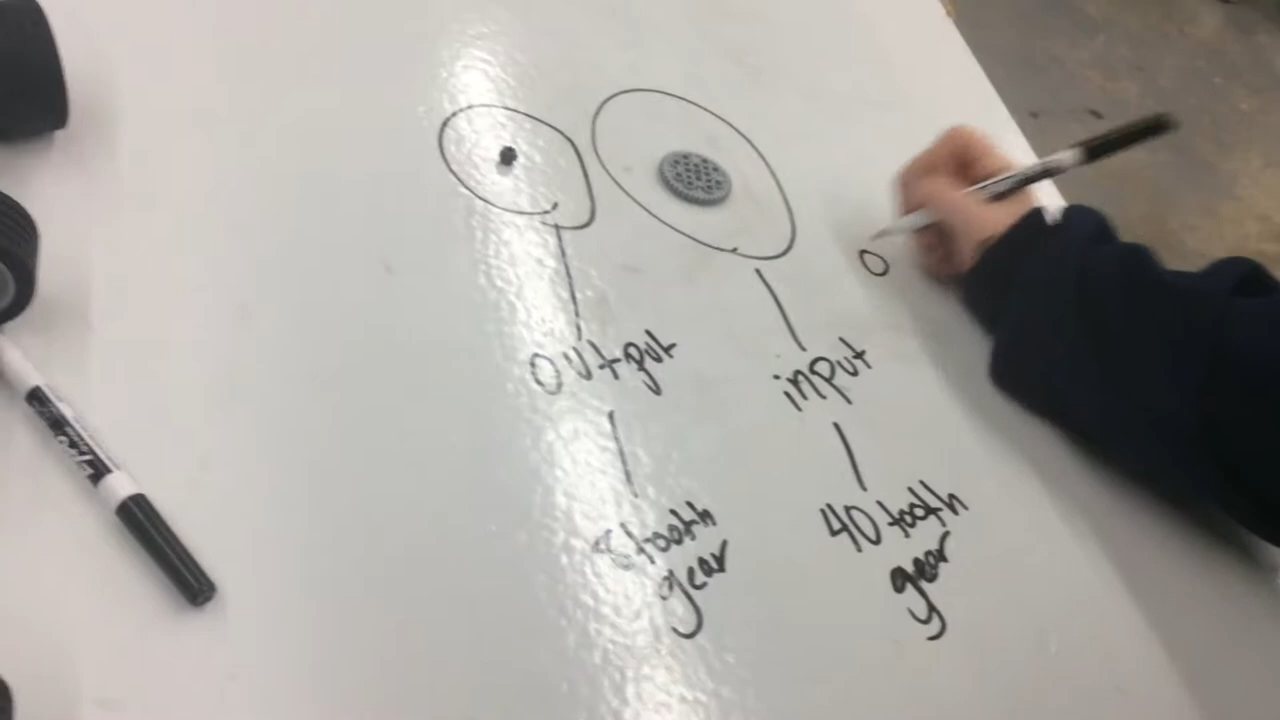 O
output
input
8 tooth
gear
40 tooth
gear